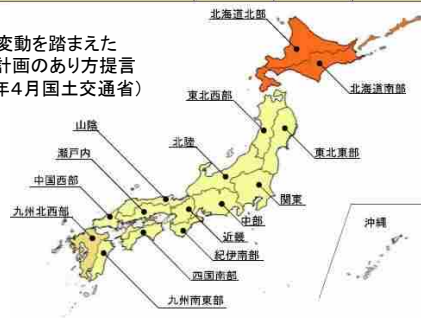 変動を踏まえた
計画のあり方提言
年4月国土交通省)
北海道北部
北海道南部
東北西部
東北東部
山陰
北陸
瀬戸内
中国西部
関東
九州北西部
中部
近畿
沖縄
紀伊南部
四国南部
九州南東部